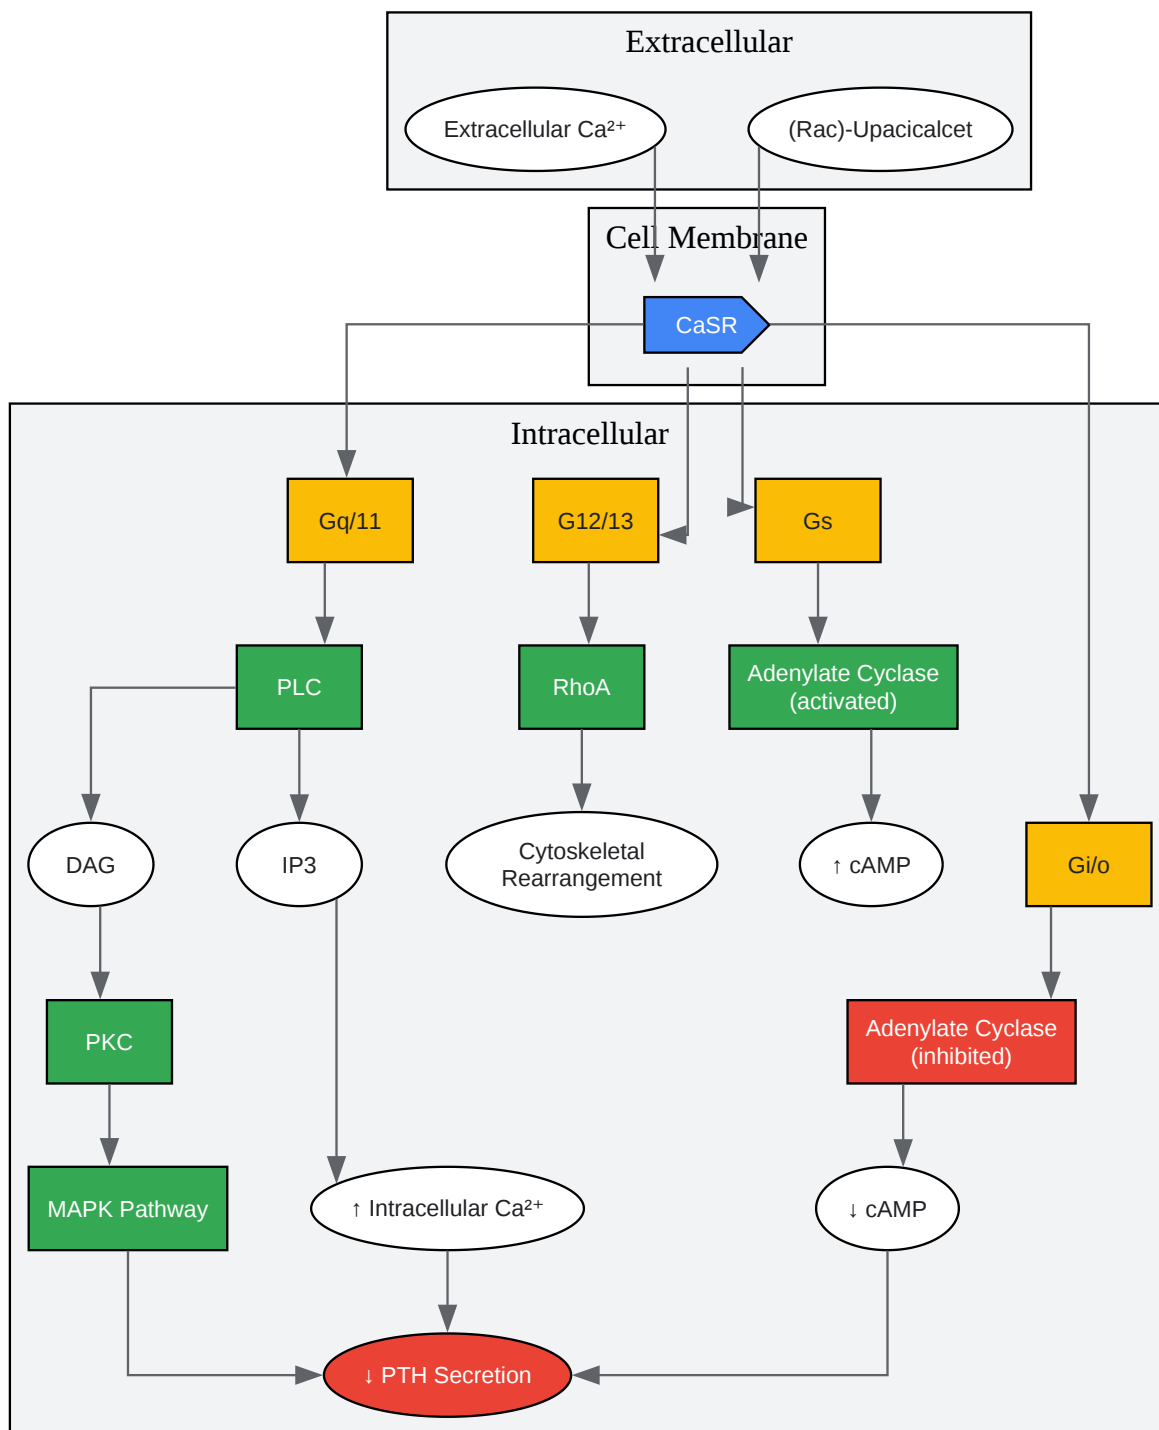 Extracellular
Extracellular Ca²⁺
(Rac)-Upacicalcet
Cell Membrane
CaSR
Intracellular
Gq/11
G12/13
Gs
PLC
RhoA
Adenylate Cyclase
(activated)
DAG
IP3
Cytoskeletal
Rearrangement
↑ cAMP
Gi/o
PKC
Adenylate Cyclase
(inhibited)
MAPK Pathway
↑ Intracellular Ca²⁺
↓ cAMP
↓ PTH Secretion